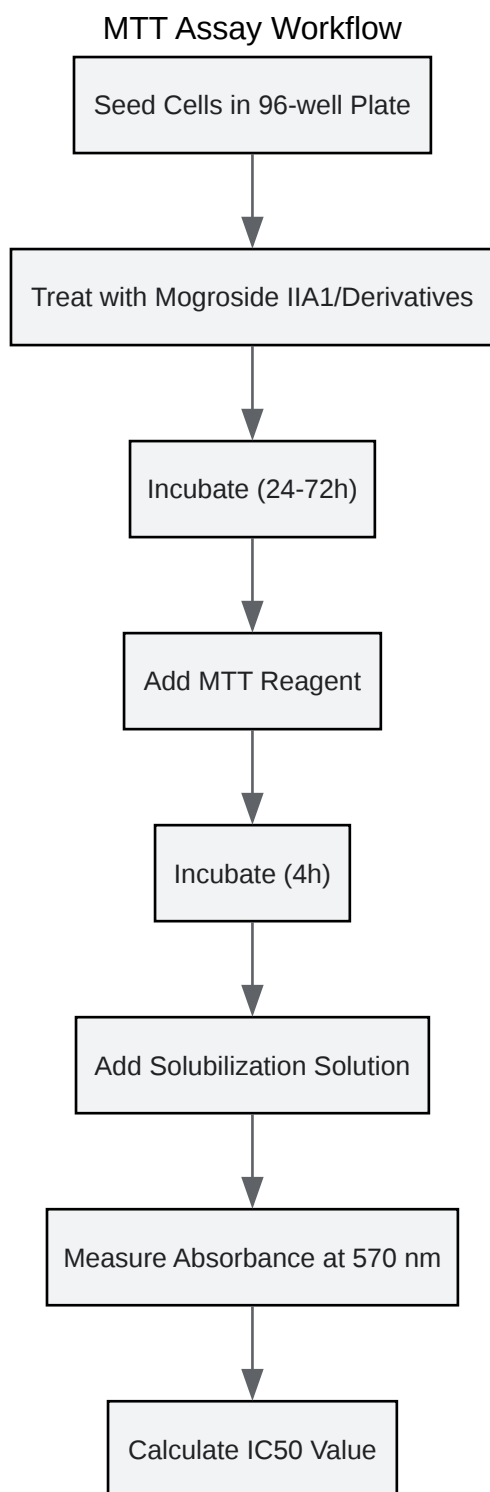 MTT Assay Workflow
Seed Cells in 96-well Plate
Treat with Mogroside IIA1/Derivatives
Incubate (24-72h)
Add MTT Reagent
Incubate (4h)
Add Solubilization Solution
Measure Absorbance at 570 nm
Calculate IC50 Value